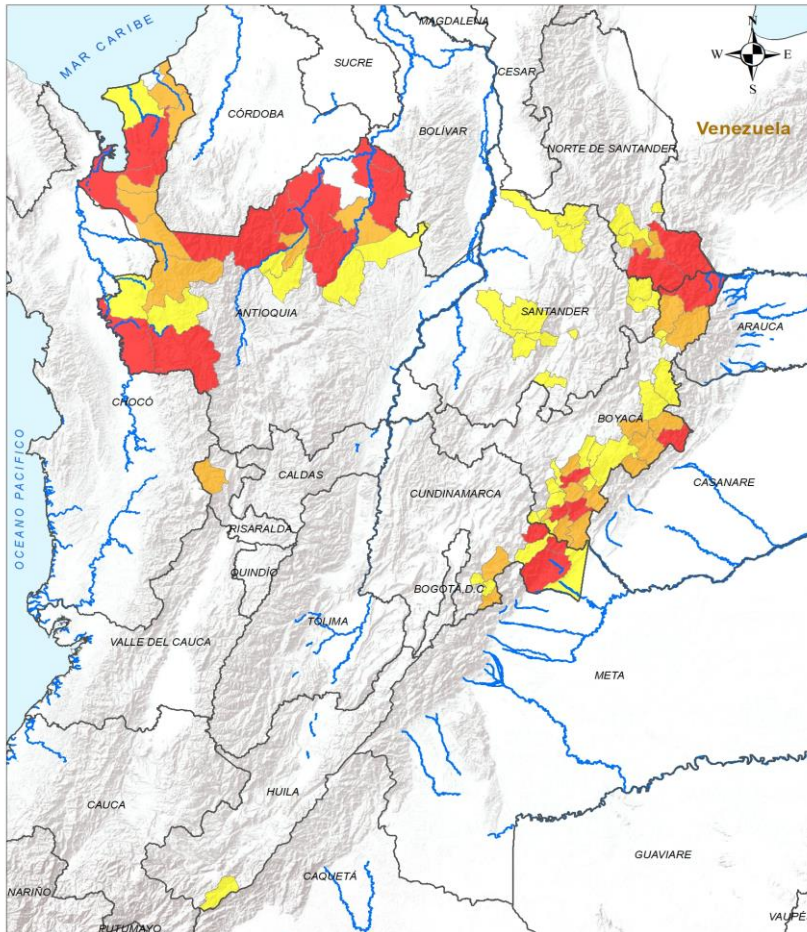 MAGDALENA
N
MAR CARIBE
W E
SUCRE
CESAR
S
CÓRDOBA
BOLÍVAR
Venezuela
NORTE DE SANTANDER
ANTIOQUIA
SANTANDER
ARAUCA
CHOCÓ
BOYACÁ
CALDAS
CUNDINAMARCA
CASANARE
OCEANO PACIFICO
RISARALDA
QUINDÍO
BOGOTÁ, D.C
TOLIMA
VALLE DEL CAUCA
META
HUILA
CAUCA
GUAVIARE
CAQUETÁ
NARIÑO
VAUPÉ
PUTUMAYO